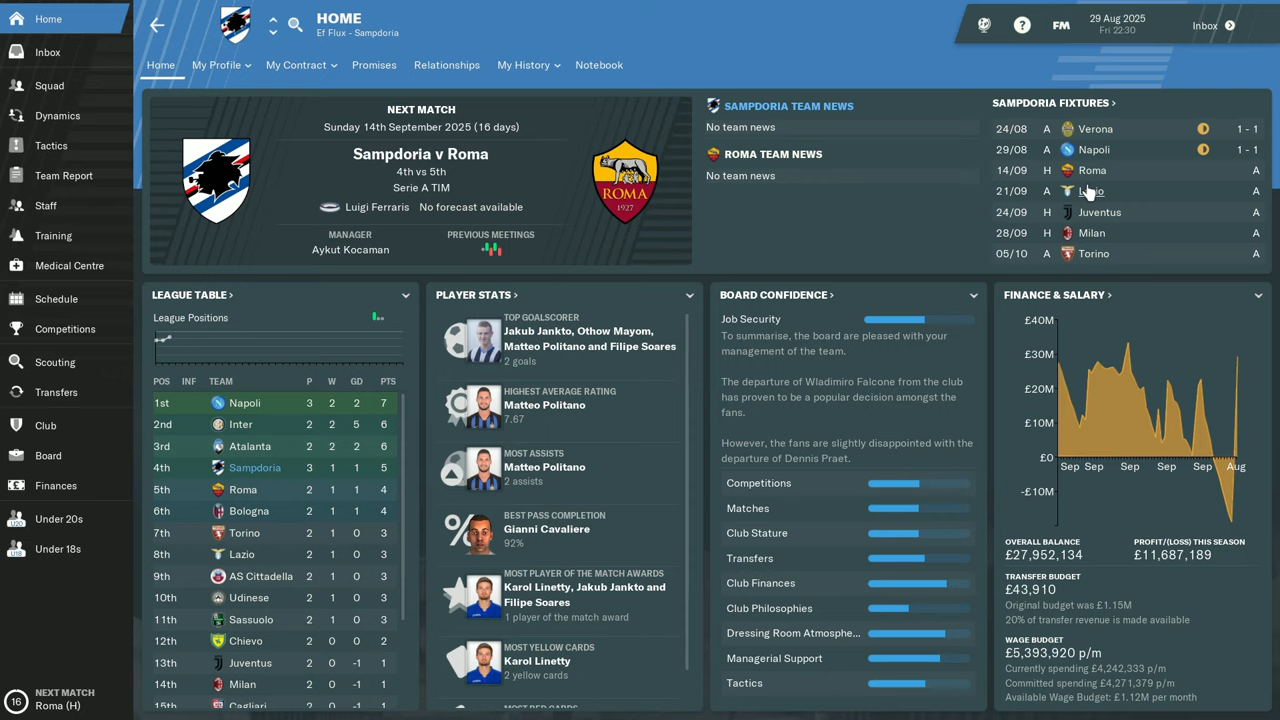 Home
Inbox
Squad
Dynamics
Tactics
Team Report
Staff
Training
Medical Centre
Schedule
Competitions
Scouting
Transfers
Club
Board
Finances
U20
Under 20s
U18
Under 18s
16
NEXT MATCH
Roma (H)
HOME
Ef Flux - Sampdoria
?
FM
29 Aug 2025
Fri 22:30
Inbox
Home
My Profile
My Contract
Promises
Relationships
My History
Notebook
NEXT MATCH
Sunday 14th September 2025 (16 days)
Sampdoria v Roma
4th vs 5th
Serie A TIM
Luigi Ferraris No forecast available
MANAGER
Aykut Kocaman
PREVIOUS MEETINGS
ROMA
1927
SAMPDORIA TEAM NEWS
No team news
ROMA TEAM NEWS
No team news
SAMPDORIA FIXTURES
24/08 A Verona 1 - 1
29/08 A Napoli 1 - 1
14/09 H Roma A
21/09 A Lazio A
24/09 H Juventus A
28/09 H Milan A
05/10 A Torino A
LEAGUE TABLE
League Positions
POS INF TEAM P W GD PTS
1st Napoli 3 2 2 7
2nd Inter 2 2 5 6
3rd Atalanta 2 2 2 6
4th Sampdoria 3 1 1 5
5th Roma 2 1 1 4
6th Bologna 2 1 1 4
7th Torino 2 1 0 3
8th Lazio 2 1 0 3
9th AS Cittadella 2 1 0 3
10th Udinese 2 1 0 3
11th Sassuolo 2 1 0 3
12th Chievo 2 0 0 2
13th Juventus 2 0 -1 1
14th Milan 2 0 -1 1
15th Cagliari 2 0 -1 1
PLAYER STATS
TOP GOALSCORER
Jakub Jankto, Othow Mayom,
Matteo Politano and Filipe Soares
2 goals
HIGHEST AVERAGE RATING
Matteo Politano
7.67
MOST ASSISTS
Matteo Politano
2 assists
BEST PASS COMPLETION
Gianni Cavaliere
92%
MOST PLAYER OF THE MATCH AWARDS
Karol Linetty, Jakub Jankto and
Filipe Soares
1 player of the match award
MOST YELLOW CARDS
Karol Linetty
2 yellow cards
MOST RED CARDS
BOARD CONFIDENCE
Job Security
To summarise, the board are pleased with your
management of the team.
The departure of Wladimiro Falcone from the club
has proven to be a popular decision amongst the
fans.
However, the fans are slightly disappointed with the
departure of Dennis Praet.
Competitions
Matches
Club Stature
Transfers
Club Finances
Club Philosophies
Dressing Room Atmosphe...
Managerial Support
Tactics
FINANCE & SALARY
£40M
£30M
£20M
£10M
£0
-£10M
Sep Sep Sep Sep Sep Aug
OVERALL BALANCE
£27,952,134
PROFIT/(LOSS) THIS SEASON
£11,687,189
TRANSFER BUDGET
£43,910
Original budget was £1.15M
20% of transfer revenue is made available
WAGE BUDGET
£5,393,920 p/m
Currently spending £4,242,333 p/m
Committed spending £4,271,379 p/m
Available Wage Budget: £1.12M per month